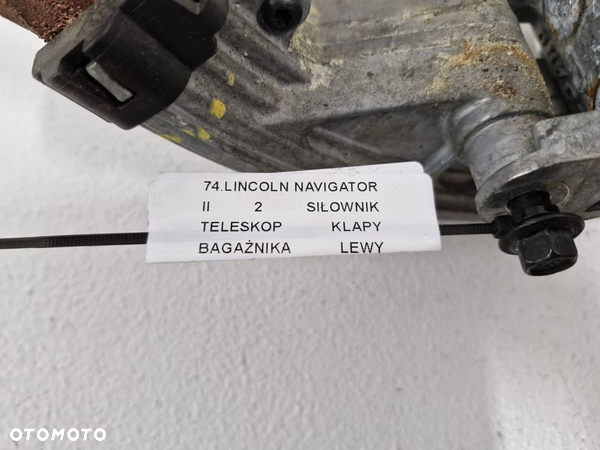 74.LINCOLN NAVIGATOR
II 2 SIŁOWNIK
TELESKOP KLAPY
BAGAŻNIKA LEWY
OTOMOTO